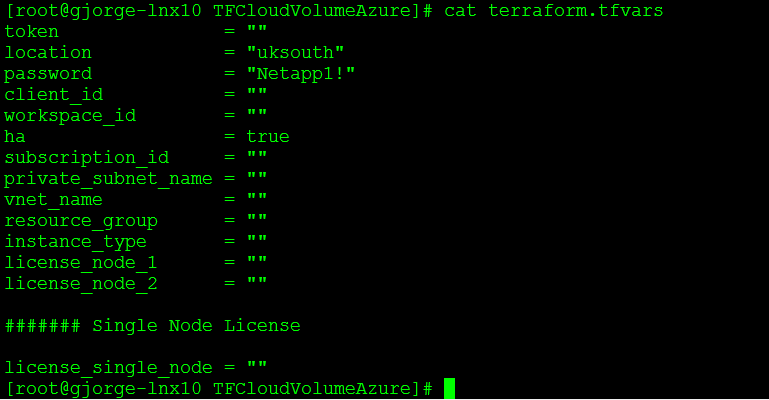 [root@gjorge-lnx10 TFCloudVolumeAzure]# cat terraform.tfvars
token               = ""
location            = "uksouth"
password            = "Netapp1!"
client_id           = ""
workspace_id        = ""
ha                  = true
subscription_id     = ""
private_subnet_name = ""
vnet_name           = ""
resource_group      = ""
instance_type       = ""
license_node_1      = ""
license_node_2      = ""

####### Single Node License

license_single_node = ""
[root@gjorge-lnx10 TFCloudVolumeAzure]#